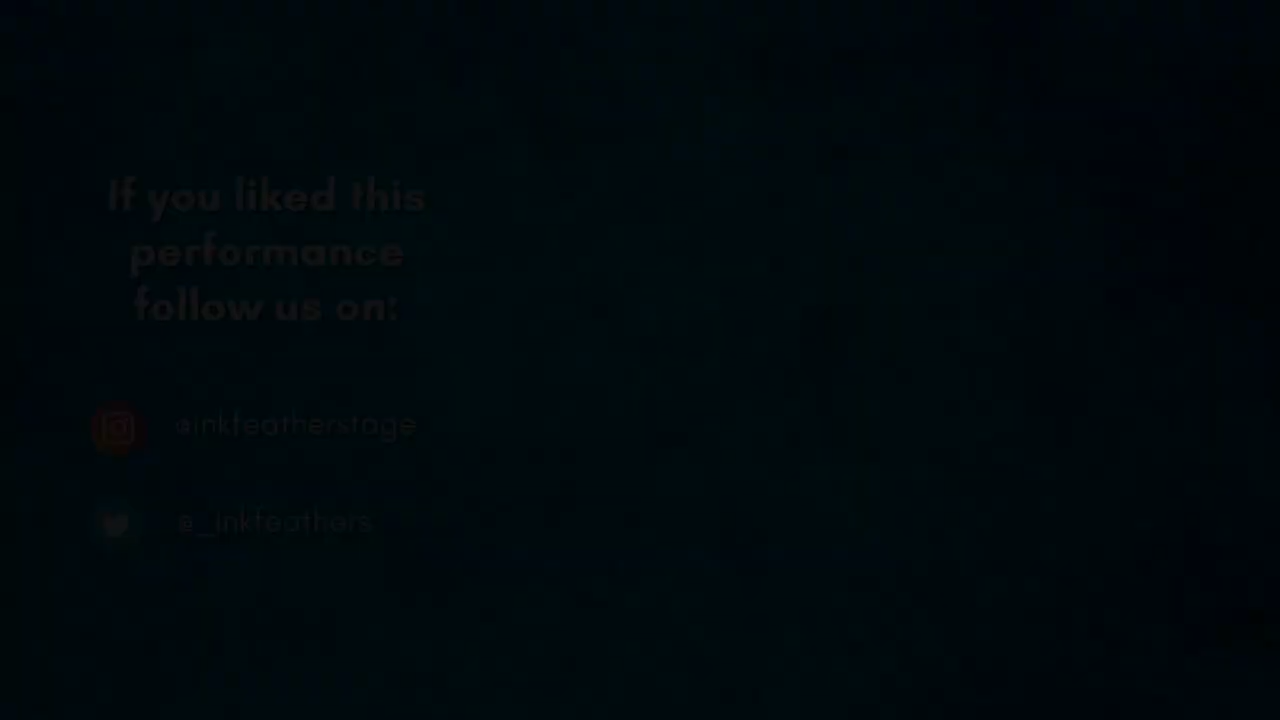 If you liked this
performance
follow us on:
@inkfeatherstage
@_inkfeathers